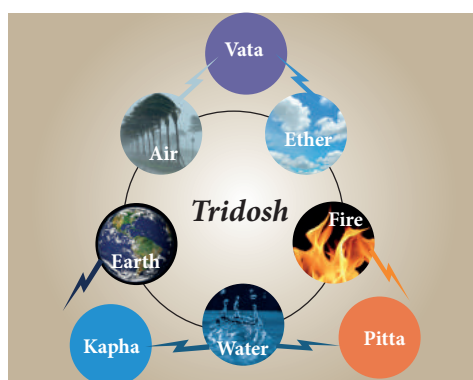 Vata
Air
Ether
Tridosh
Fire
Earth
Kapha
Water
Pitta